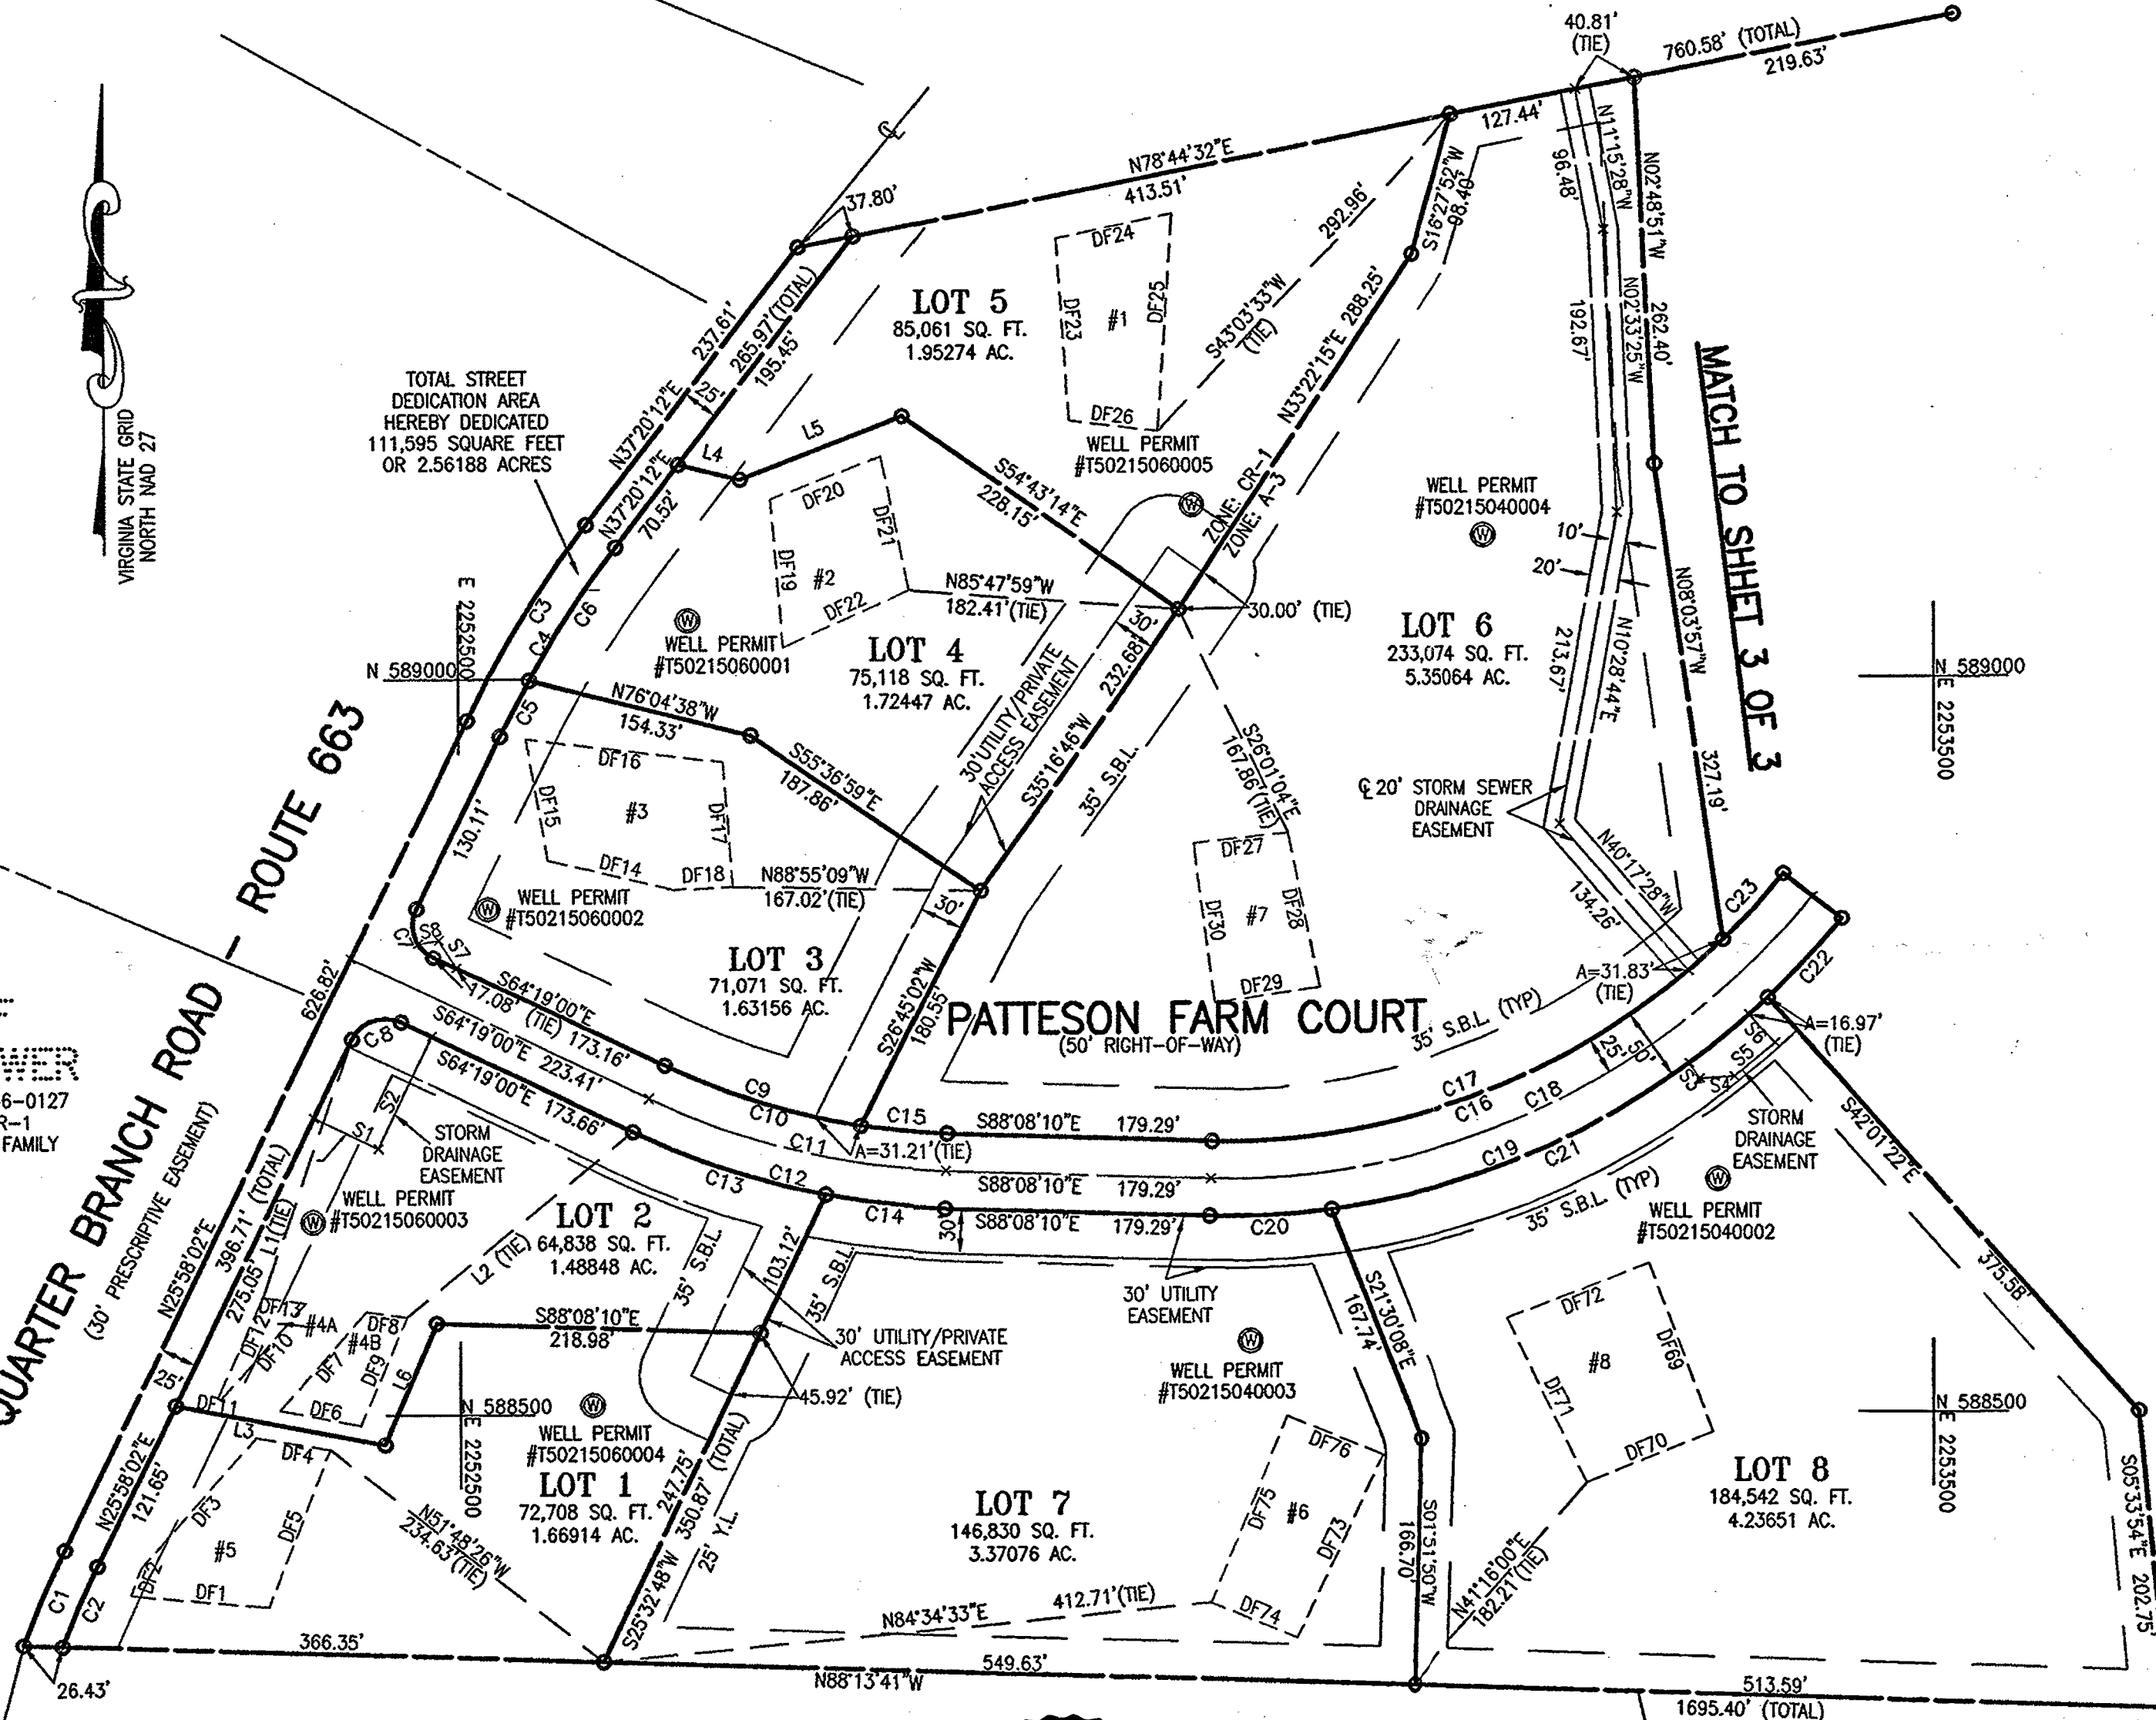 40.81'
(TIE)
760.58' (TOTAL)
219.63'
127.44'
N78°44'32"E
413.51'
37.80'
℄
N11°15'28"W
96.48'
N02°48'51"W
262.40'
S16°27'52"W
98.40'
292.96'
S43°03'33"W
(TIE)
N33°22'15"E 288.25'
192.67'
N02°33'25"W
VIRGINIA STATE GRID
NORTH NAD 27
237.61'
265.97'(TOTAL)
195.45'
25'
N37°20'12"E
N37°20'12"E
70.52'
LOT 5
85,061 SQ. FT.
1.95274 AC.
DF24
DF23
DF25
#1
DF26
WELL PERMIT
#T50215060005
TOTAL STREET
DEDICATION AREA
HEREBY DEDICATED
111,595 SQUARE FEET
OR 2.56188 ACRES
L4
L5
S54°43'14"E
228.15'
ZONE: CR-1
ZONE: A-3
W
WELL PERMIT
#T50215040004
W
10'
20'
MATCH TO SHHET 3 OF 3
DF20
DF21
DF19
#2
DF22
N85°47'59"W
182.41'(TIE)
30.00' (TIE)
30'
W
WELL PERMIT
#T50215060001
LOT 4
75,118 SQ. FT.
1.72447 AC.
LOT 6
233,074 SQ. FT.
5.35064 AC.
E 2252500
N 589000
C3
C4
C6
C5
N 589000
E 2253500
N08°03'57"W
327.19'
213.67'
N10°28'44"E
N76°04'38"W
154.33'
S55°36'59"E
187.86'
30'UTILITY/PRIVATE
ACCESS EASEMENT
232.68'
S35°16'46"W
35' S.B.L.
S26°01'04"E
167.86'(TIE)
℄ 20' STORM SEWER
DRAINAGE
EASEMENT
N40°17'28"W
134.26'
DF16
DF15
#3
DF17
DF14
DF18
N88°55'09"W
167.02'(TIE)
130.11'
W
WELL PERMIT
#T50215060002
30'
DF27
DF28
DF30
#7
DF29
C23
C22
A=31.83'
(TIE)
A=16.97'
(TIE)
C7
S8
S7
17.08' (TIE)
S64°19'00"E
173.16'
S64°19'00"E 223.41'
S64°19'00"E 173.66'
LOT 3
71,071 SQ. FT.
1.63156 AC.
S26°45'02"W
180.55'
PATTESON FARM COURT
(50' RIGHT-OF-WAY)
35' S.B.L. (TYP)
25'
50'
S6
S5
S4
S3
QUARTER BRANCH ROAD - ROUTE 663
(30' PRESCRIPTIVE EASEMENT)
626.82'
WER
6-0127
R-1
FAMILY
C8
C9
C10
C11
C12
C13
C14
C15
A=31.21'(TIE)
S88°08'10"E 179.29'
S88°08'10"E 179.29'
S88°08'10"E 179.29'
30'
C16
C17
C18
C19
C20
C21
S1
S2
STORM
DRAINAGE
EASEMENT
STORM
DRAINAGE
EASEMENT
S42°01'22"E
375.58'
N25°58'02"E
396.71' (TOTAL)
275.05'
L1(TIE)
W
WELL PERMIT
#T50215060003
LOT 2
64,838 SQ. FT.
1.48848 AC.
L2 (TIE)
35' S.B.L.
103.12'
35' S.B.L.
30' UTILITY
EASEMENT
35' S.B.L. (TYP)
W
WELL PERMIT
#T50215040002
DF13
#4A
DF12
DF10
DF8
#4B
DF7
DF9
DF6
DF11
L6
L3
S88°08'10"E
218.98'
30' UTILITY/PRIVATE
ACCESS EASEMENT
45.92' (TIE)
W
WELL PERMIT
#T50215040003
S21°30'08"E
167.74'
DF72
DF69
DF71
#8
DF70
25'
N 588500
E 2252500
W
WELL PERMIT
#T50215060004
LOT 1
72,708 SQ. FT.
1.66914 AC.
N 588500
E 2253500
N25°58'02"E
121.65'
DF4
DF3
DF5
DF2
#5
DF1
C1
C2
N51°48'26"W
234.63'(TIE)
247.75'
350.87' (TOTAL)
S25°32'48"W
25' Y.L.
LOT 7
146,830 SQ. FT.
3.37076 AC.
DF76
DF75
#6
DF73
DF74
N84°34'33"E 412.71'(TIE)
S01°51'50"W
166.70'
N41°16'00"E
182.21'(TIE)
LOT 8
184,542 SQ. FT.
4.23651 AC.
S05°33'54"E 202.75'
26.43'
366.35'
549.63'
N88°13'41"W
513.59'
1695.40' (TOTAL)